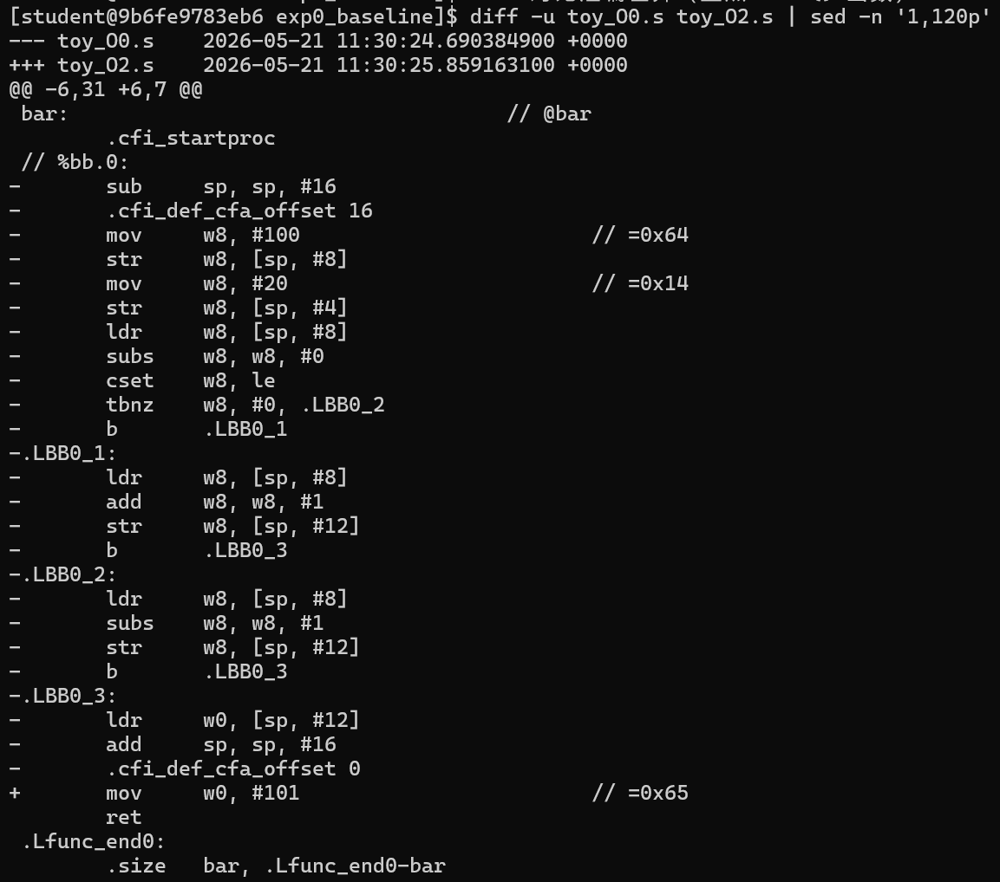 [student@9b6fe9783eb6 exp0_baseline]$ diff -u toy_O0.s toy_O2.s | sed -n '1,120p'
--- toy_O0.s    2026-05-21 11:30:24.690384900 +0000
+++ toy_O2.s    2026-05-21 11:30:25.859163100 +0000
@@ -6,31 +6,7 @@
 bar:                                    // @bar
        .cfi_startproc
 // %bb.0:
-       sub     sp, sp, #16
-       .cfi_def_cfa_offset 16
-       mov     w8, #100                        // =0x64
-       str     w8, [sp, #8]
-       mov     w8, #20                         // =0x14
-       str     w8, [sp, #4]
-       ldr     w8, [sp, #8]
-       subs    w8, w8, #0
-       cset    w8, le
-       tbnz    w8, #0, .LBB0_2
-       b       .LBB0_1
-.LBB0_1:
-       ldr     w8, [sp, #8]
-       add     w8, w8, #1
-       str     w8, [sp, #12]
-       b       .LBB0_3
-.LBB0_2:
-       ldr     w8, [sp, #8]
-       subs    w8, w8, #1
-       str     w8, [sp, #12]
-       b       .LBB0_3
-.LBB0_3:
-       ldr     w0, [sp, #12]
-       add     sp, sp, #16
-       .cfi_def_cfa_offset 0
+       mov     w0, #101                        // =0x65
        ret
 .Lfunc_end0:
        .size   bar, .Lfunc_end0-bar